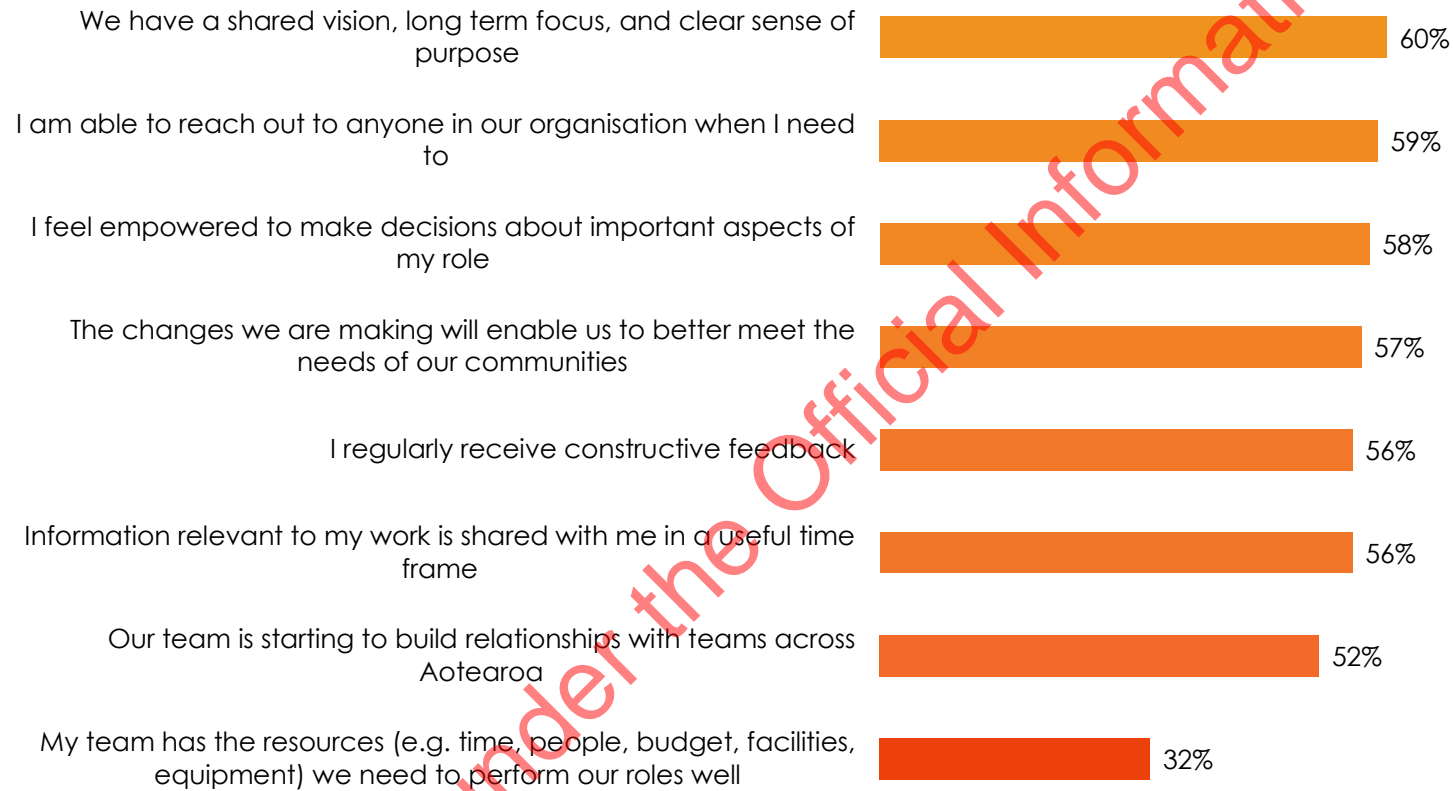 We have a shared vision, long term focus, and clear sense of
purpose
60%
I am able to reach out to anyone in our organisation when I need
to
59%
I feel empowered to make decisions about important aspects of
my role
58%
The changes we are making will enable us to better meet the
needs of our communities
57%
I regularly receive constructive feedback
56%
Information relevant to my work is shared with me in a useful time
frame
56%
Our team is starting to build relationships with teams across
Aotearoa
52%
My team has the resources (e.g. time, people, budget, facilities,
equipment) we need to perform our roles well
32%
the Official